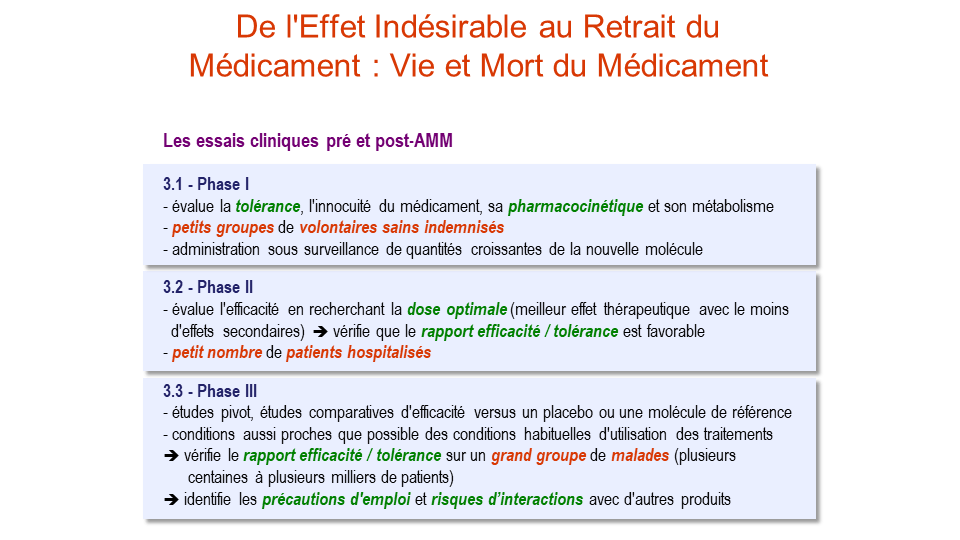 De l'Effet Indésirable au Retrait du
Médicament : Vie et Mort du Médicament
Les essais cliniques pré et post-AMM
3.1 - Phase I
- évalue la tolérance, l'innocuité du médicament, sa pharmacocinétique et son métabolisme
- petits groupes de volontaires sains indemnisés
- administration sous surveillance de quantités croissantes de la nouvelle molécule
3.2 - Phase II
- évalue l'efficacité en recherchant la dose optimale (meilleur effet thérapeutique avec le moins
d'effets secondaires) ➔ vérifie que le rapport efficacité / tolérance est favorable
- petit nombre de patients hospitalisés
3.3 - Phase III
- études pivot, études comparatives d'efficacité versus un placebo ou une molécule de référence
- conditions aussi proches que possible des conditions habituelles d'utilisation des traitements
➔ vérifie le rapport efficacité / tolérance sur un grand groupe de malades (plusieurs
centaines à plusieurs milliers de patients)
➔ identifie les précautions d'emploi et risques d’interactions avec d'autres produits